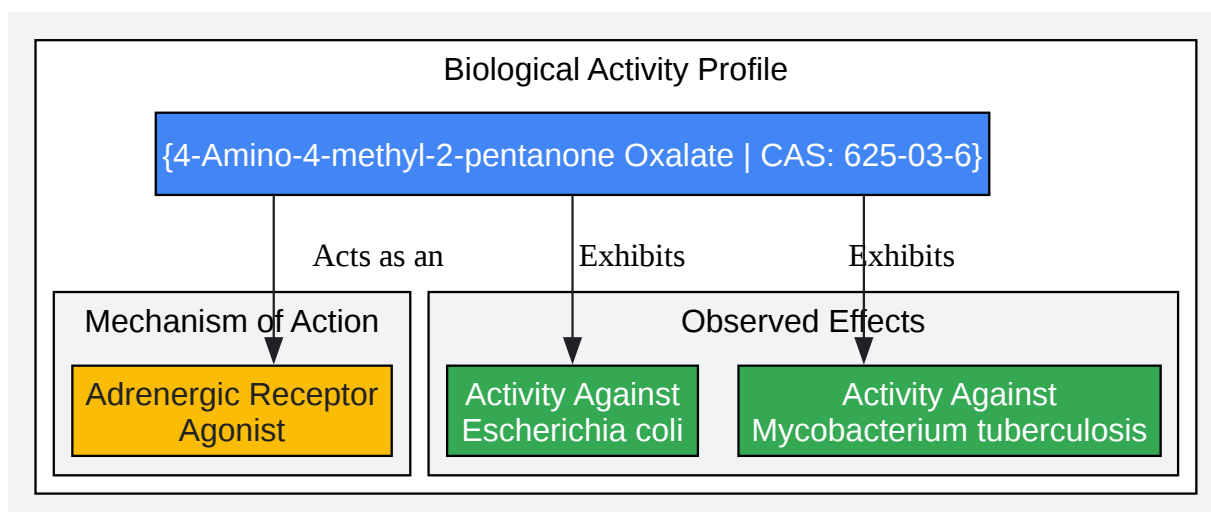 Biological Activity Profile
{4-Amino-4-methyl-2-pentanone Oxalate | CAS: 625-03-6}
Acts as an
Exhibits
Exhibits
Mechanism of Action
Observed Effects
Adrenergic Receptor
Agonist
Activity Against
Escherichia coli
Activity Against
Mycobacterium tuberculosis